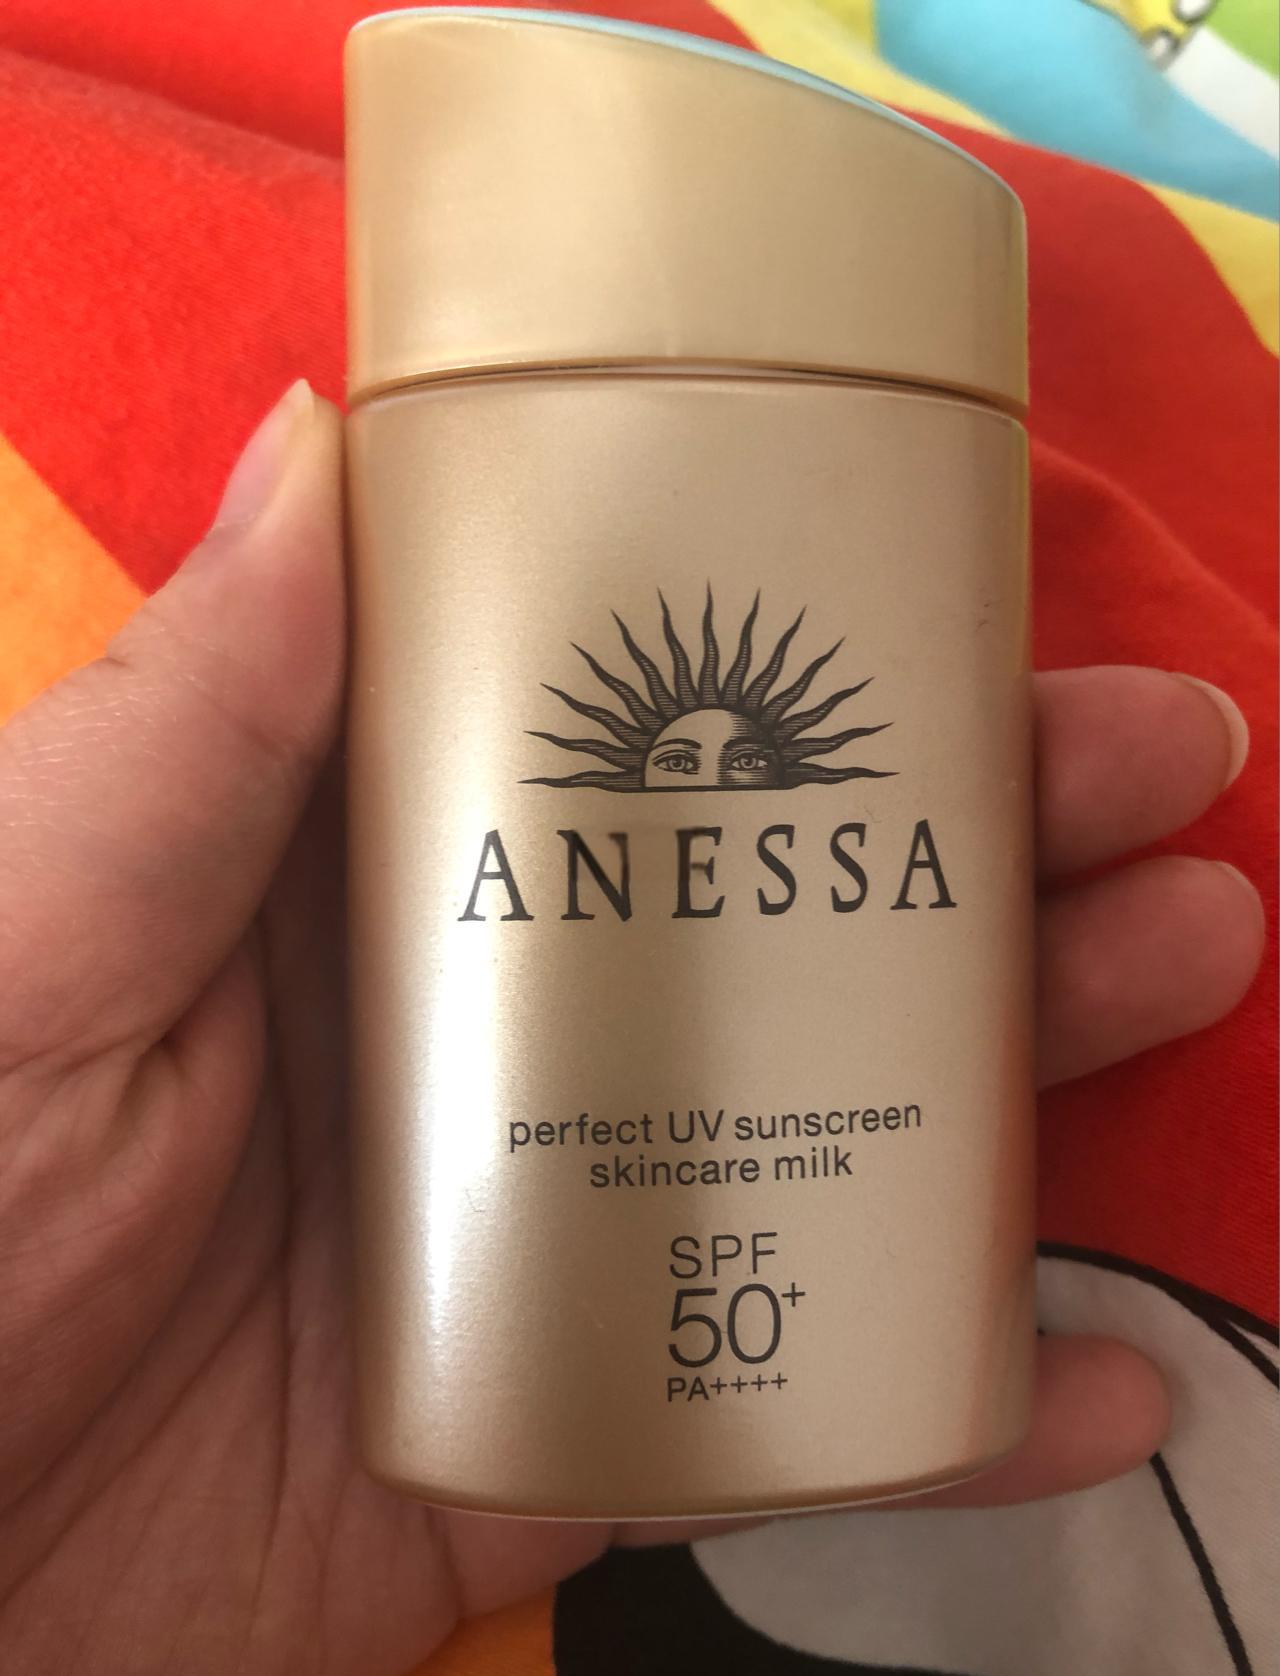 ANESSA
perfect UV sunscreen
skincare milk
SPF
50+
PA++++